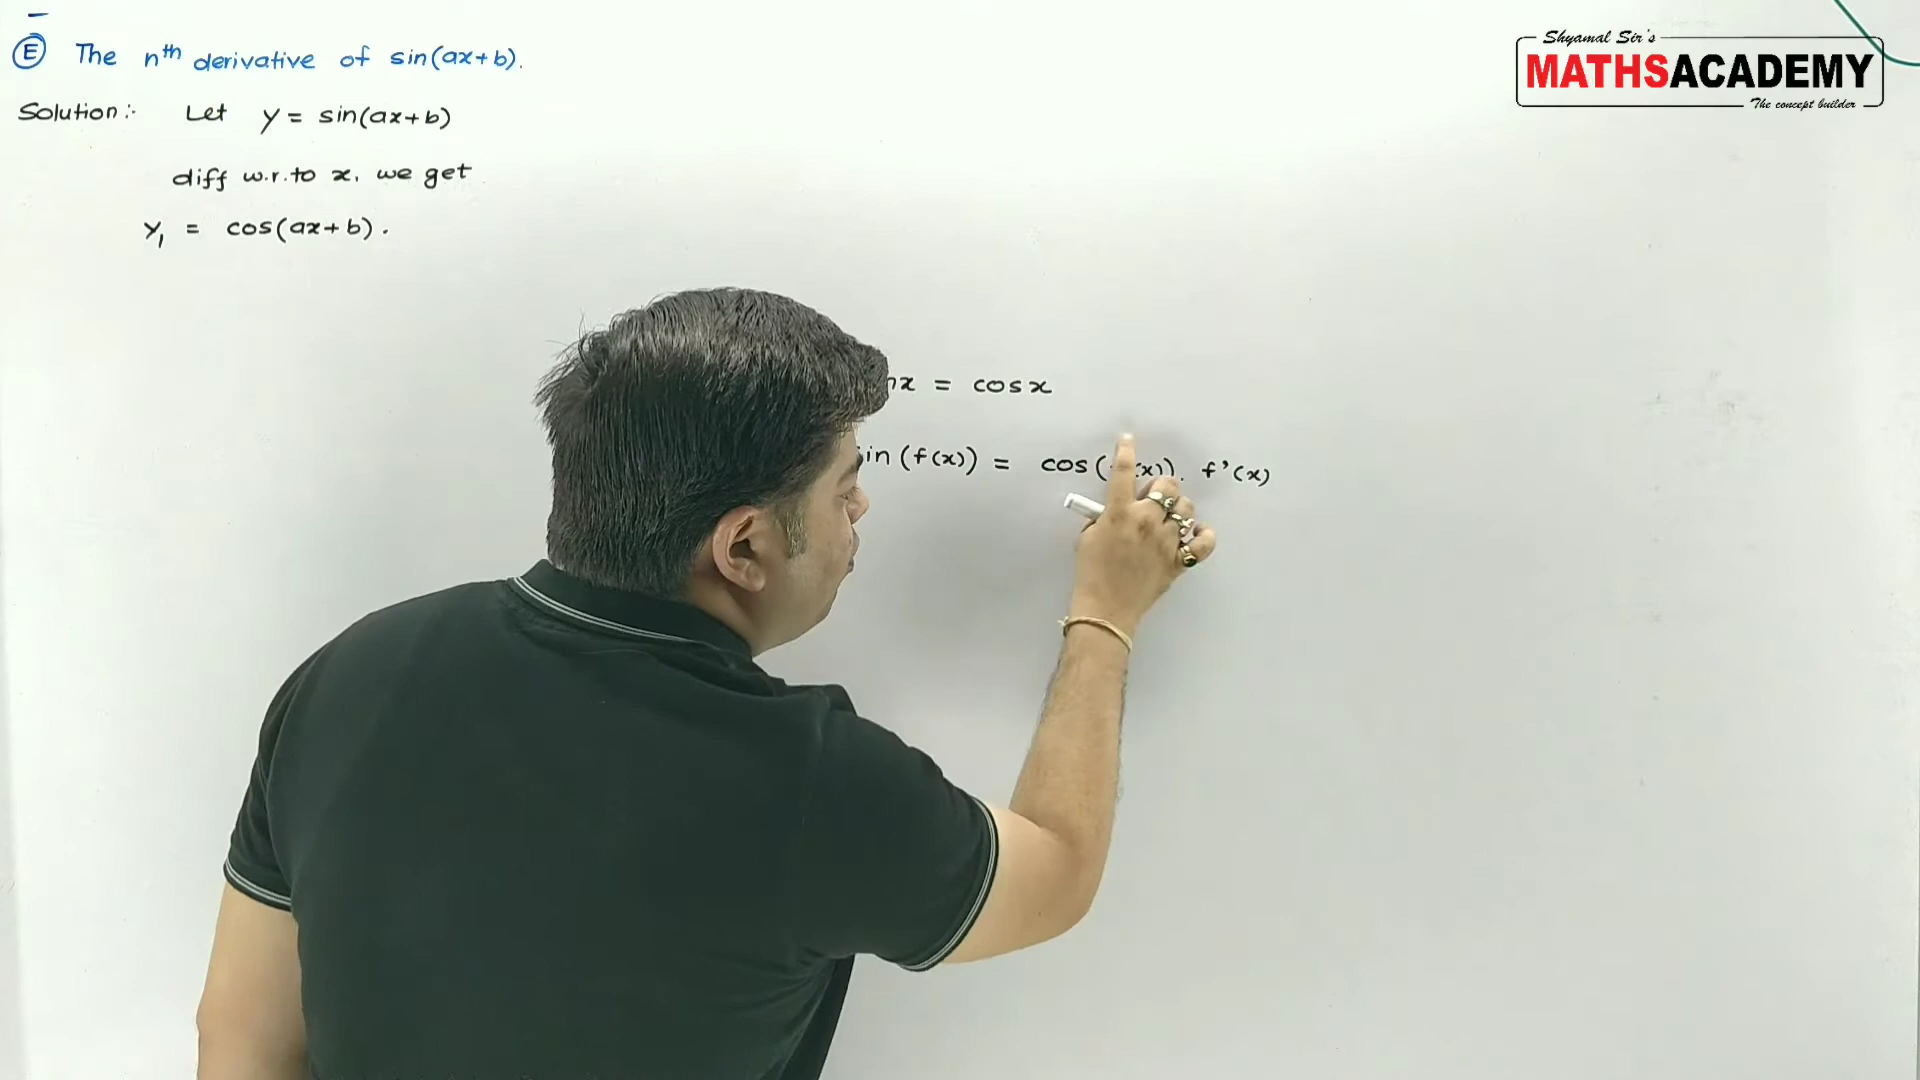 Ⓔ The nth derivative of sin(ax+b).
Solution:- Let y = sin(ax+b)
diff w.r.to x, we get
y₁ = cos(ax+b).
= cos x
(f(x)) = cos( (x)). f'(x)
Shyamal Sir's
MATHSACADEMY
The concept builder